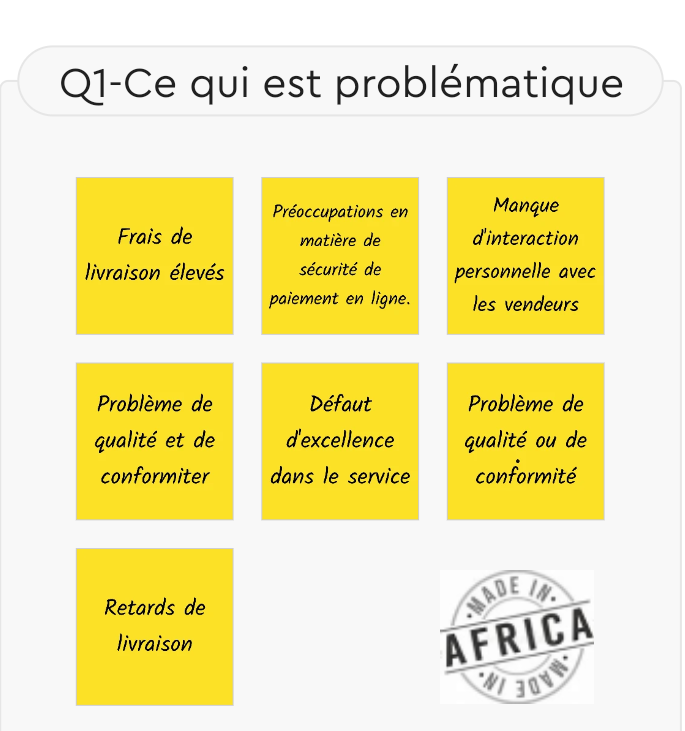 Q1-Ce qui est problématique
Frais de
livraison élevés
Préoccupations en
matière de
sécurité de
paiement en ligne.
Manque
d'interaction
personnelle avec
les vendeurs
Problème de
qualité et de
conformiter
Défaut
d'excellence
dans le service
Problème de
qualité ou de
conformité
Retards de
livraison
MADE IN
AFRICA
MADE IN